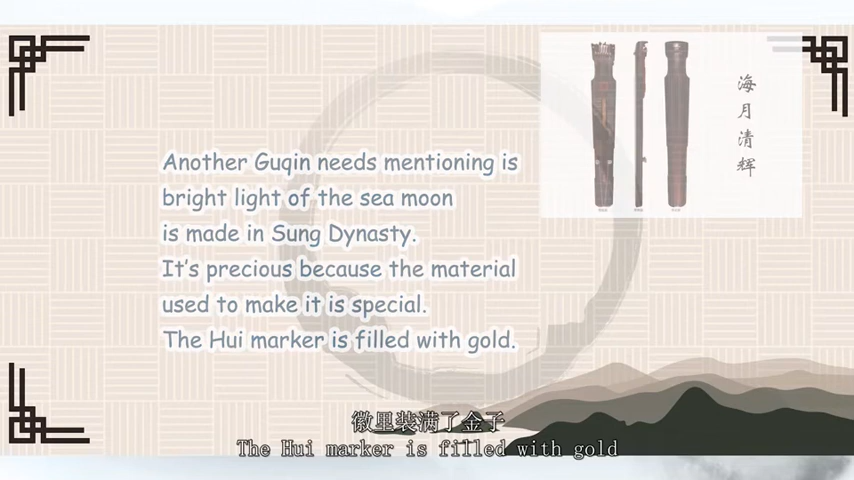 Another Guqin needs mentioning is
bright light of the sea moon
is made in Sung Dynasty.
It's precious because the material
used to make it is special.
The Hui marker is filled with gold.
海月清辉
徽里装满了金子
The Hui marker is filled with gold